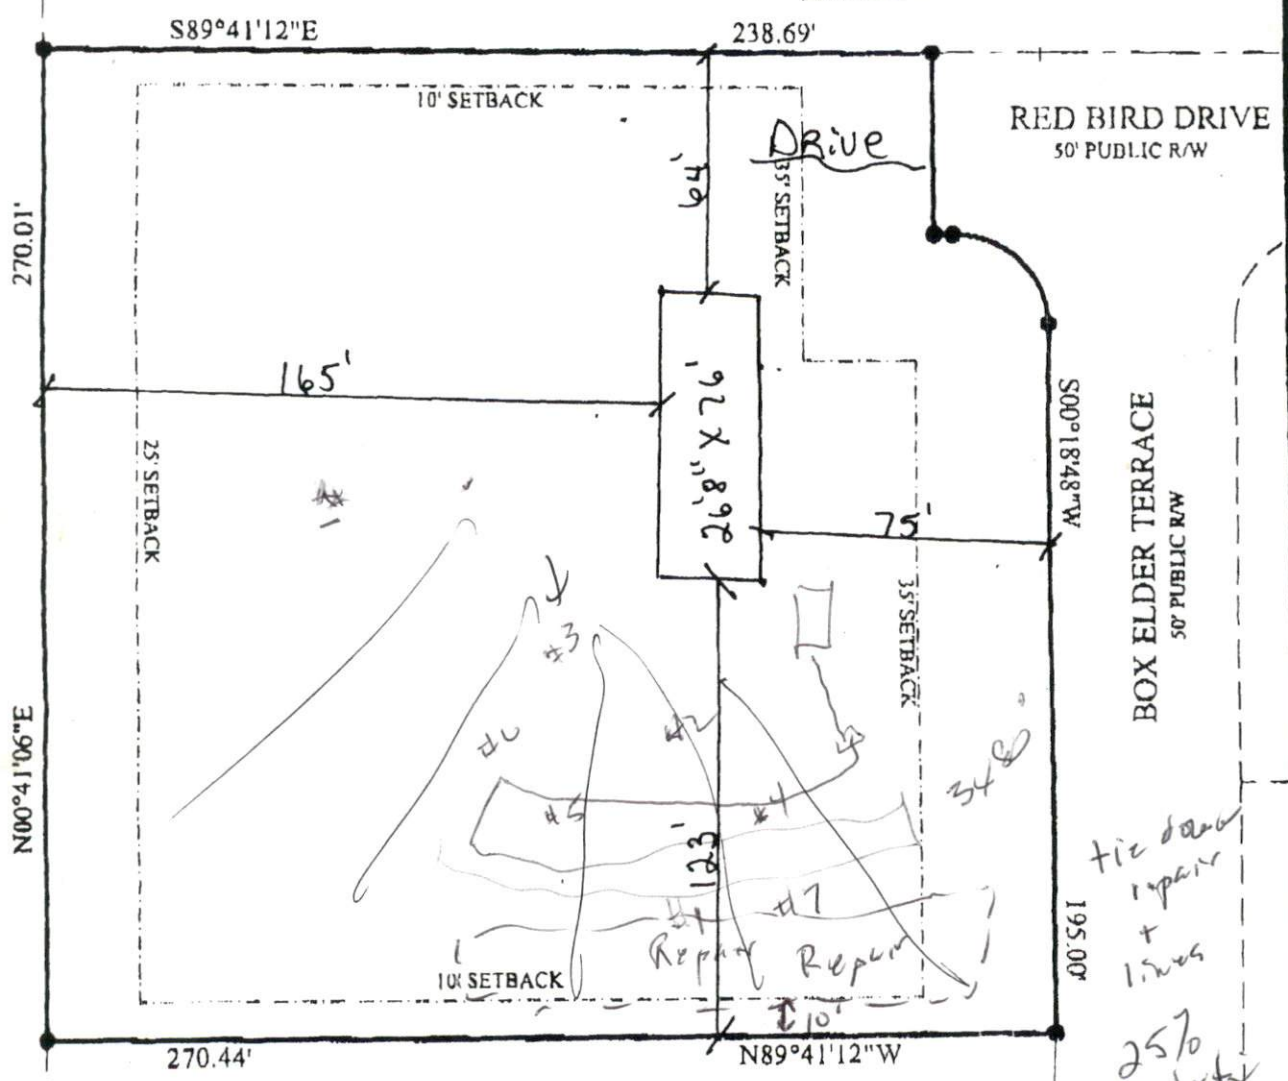 S89°41'12"E
238.69'
10' SETBACK
RED BIRD DRIVE
50' PUBLIC R/W
Drive
64'
35' SETBACK
270.01'
165'
26'8" X 76'
S00°18'48"W
BOX ELDER TERRACE
50' PUBLIC R/W
25' SETBACK
#1
75'
35' SETBACK
#3
#2
N00°41'06"E
#5
#4
348
123'
tie down
repair
+
lines
#1
#7
Repair
Repair
195.00'
10' SETBACK
10'
25%
270.44'
N89°41'12"W